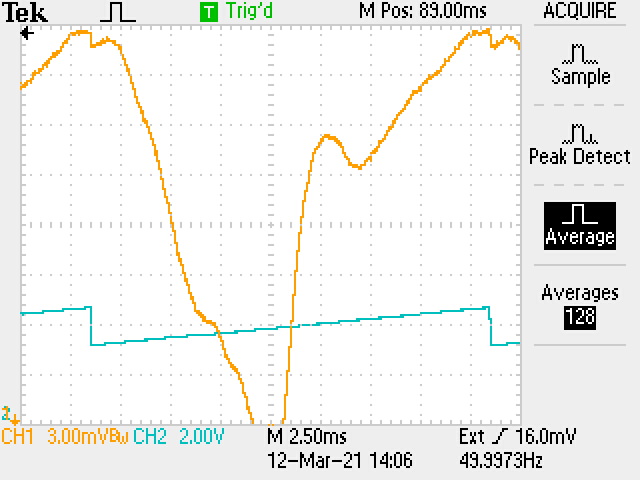 Tek T Trig'd M Pos: 89.00ms ACQUIRE
Sample
Peak Detect
Average
Averages
128
2
CH1 3.00mVBw CH2 2.00V M 2.50ms Ext 16.0mV
12-Mar-21 14:06 49.9973Hz